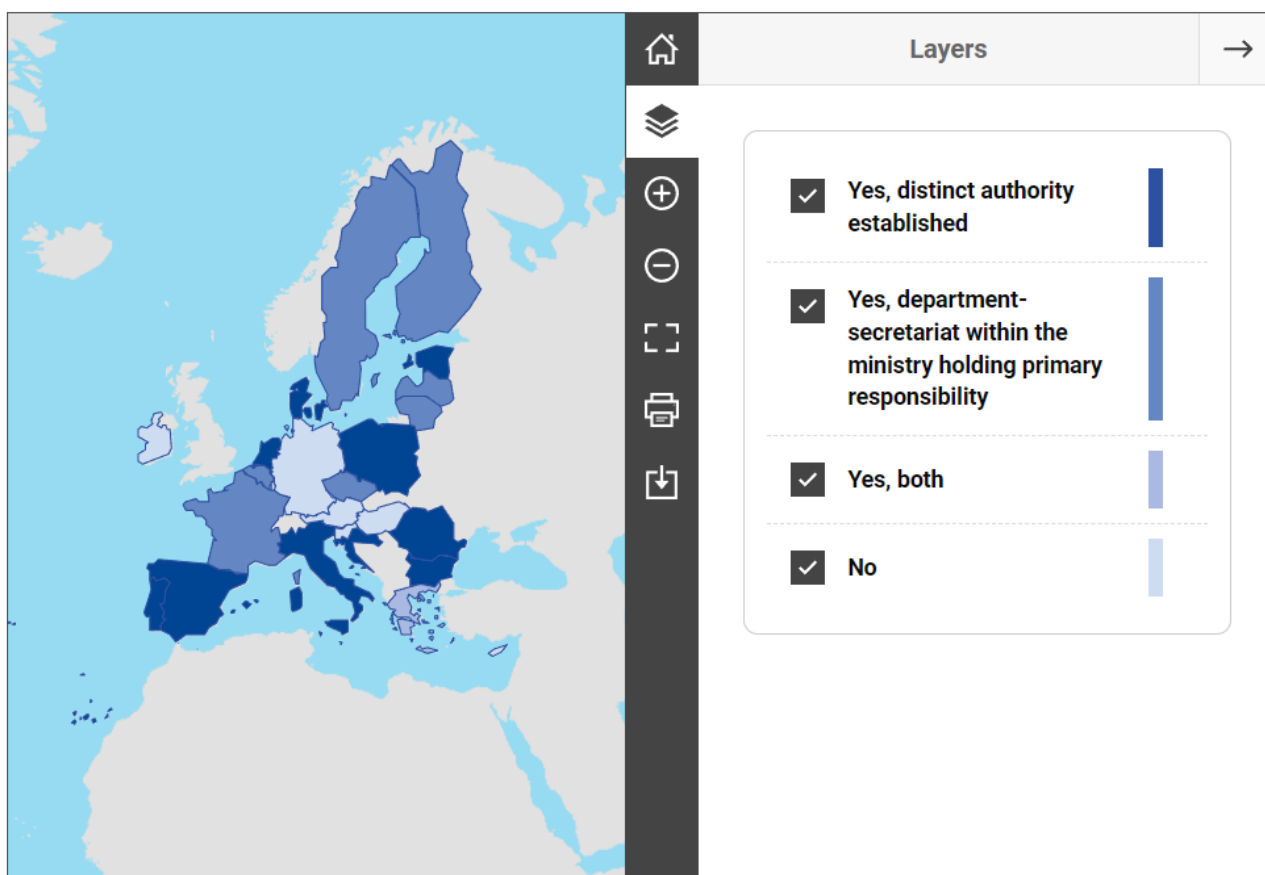 Layers
Yes, distinct authority
established
Yes, department-
secretariat within the
ministry holding primary
responsibility
Yes, both
No